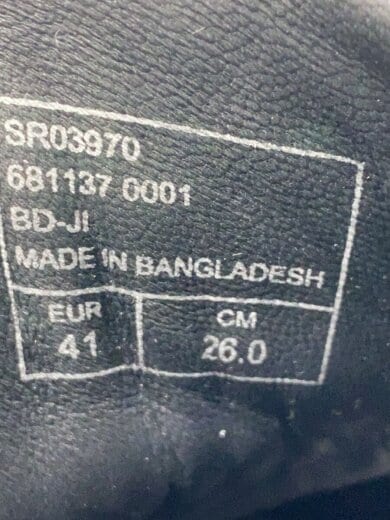 SR03970
681137 0001
BD-JI
MADE IN BANGLADESH
EUR CM
41 26.0